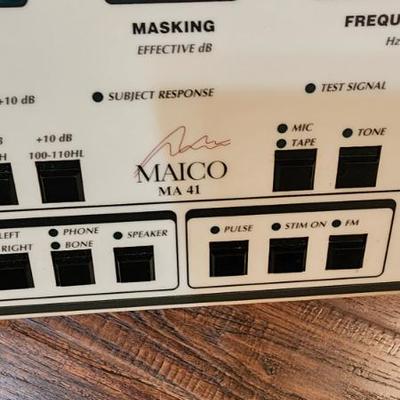 MASKING
EFFECTIVE dB
FREQU
Hz
SUBJECT RESPONSE
TEST SIGNAL
+10 dB
H
+10 dB
100-110HL
MIC
TAPE
TONE
MAICO
MA 41
LEFT
RIGHT
PHONE
BONE
SPEAKER
PULSE
STIM ON
FM